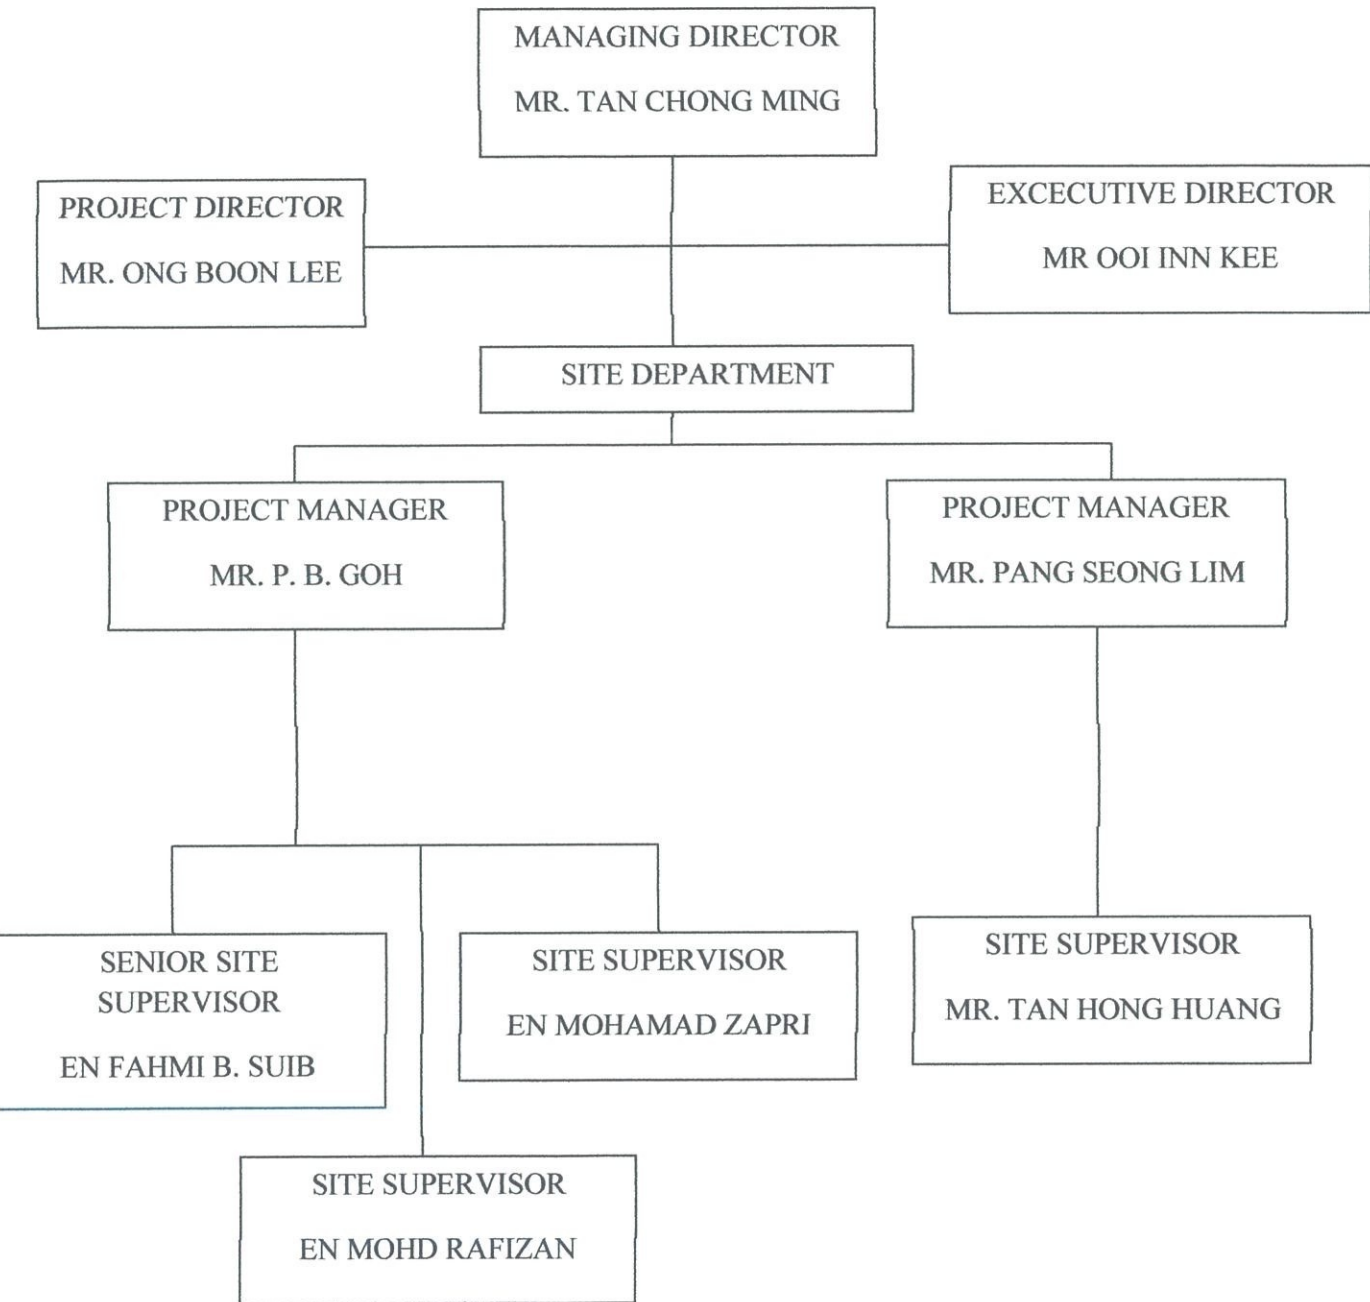 MANAGING DIRECTOR
MR. TAN CHONG MING
PROJECT DIRECTOR
MR. ONG BOON LEE
EXCECUTIVE DIRECTOR
MR OOI INN KEE
SITE DEPARTMENT
PROJECT MANAGER
MR. P. B. GOH
PROJECT MANAGER
MR. PANG SEONG LIM
SENIOR SITE
SUPERVISOR
EN FAHMI B. SUIB
SITE SUPERVISOR
EN MOHAMAD ZAPRI
SITE SUPERVISOR
MR. TAN HONG HUANG
SITE SUPERVISOR
EN MOHD RAFIZAN